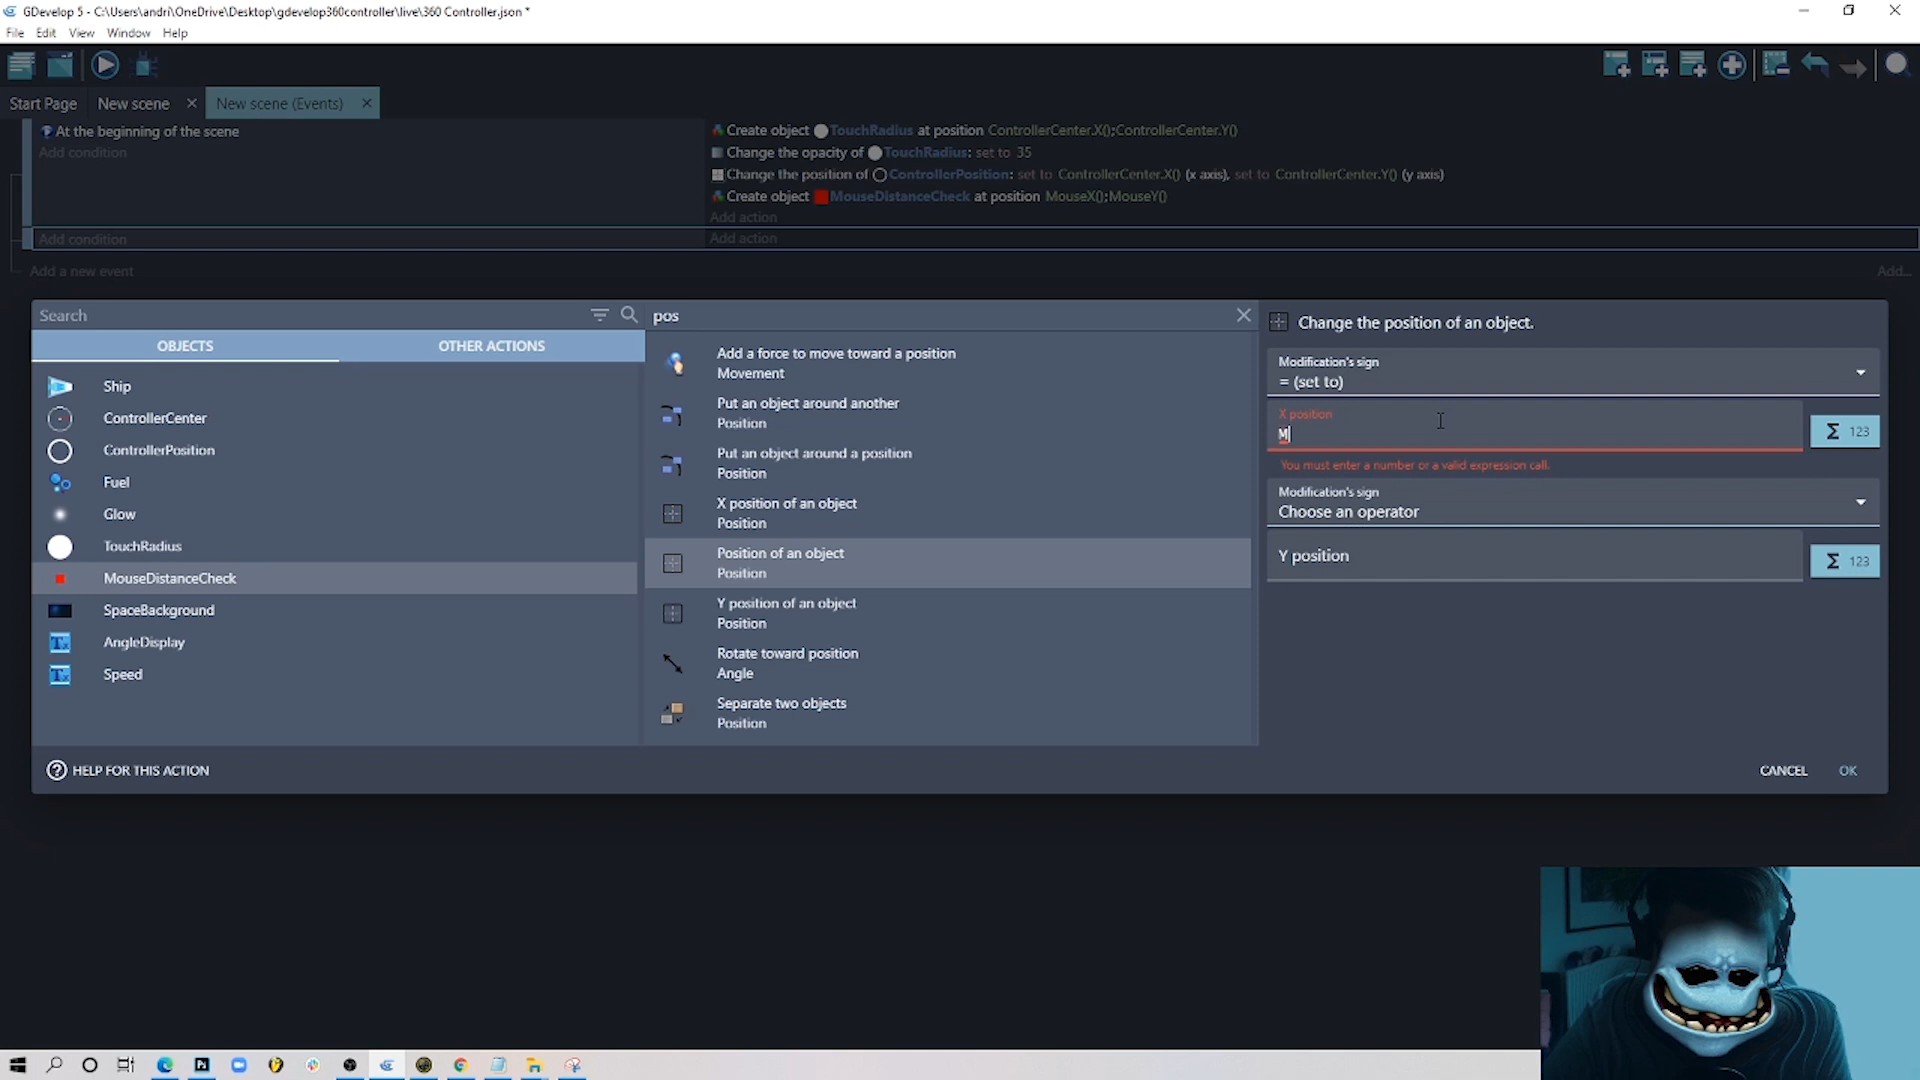 GDevelop 5 - C:\Users\andri\OneDrive\Desktop\gdevelop360controller\live\360 Controller.json *
File Edit View Window Help
Start Page New scene New scene (Events)
At the beginning of the scene
Add condition
Create object TouchRadius at position ControllerCenter.X();ControllerCenter.Y()
Change the opacity of TouchRadius: set to 35
Change the position of ControllerPosition: set to ControllerCenter.X() (x axis), set to ControllerCenter.Y() (y axis)
Create object MouseDistanceCheck at position MouseX();MouseY()
Add action
Add condition Add action
Add a new event Add...
Search
OBJECTS OTHER ACTIONS
Ship
ControllerCenter
ControllerPosition
Fuel
Glow
TouchRadius
MouseDistanceCheck
SpaceBackground
AngleDisplay
Speed
pos
Add a force to move toward a position
Movement
Put an object around another
Position
Put an object around a position
Position
X position of an object
Position
Position of an object
Position
Y position of an object
Position
Rotate toward position
Angle
Separate two objects
Position
Change the position of an object.
Modification's sign
= (set to)
X position
M
Σ 123
You must enter a number or a valid expression call.
Modification's sign
Choose an operator
Y position
Σ 123
HELP FOR THIS ACTION
CANCEL OK